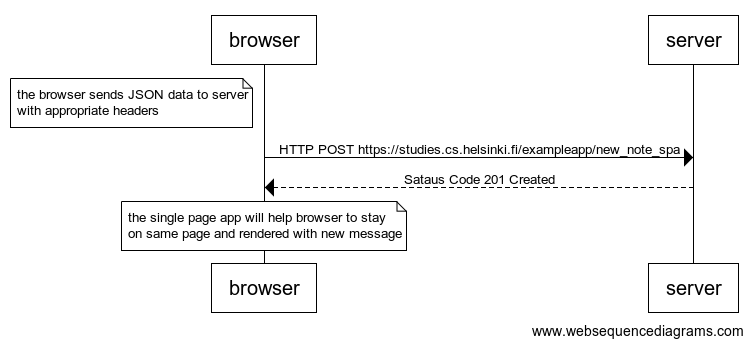 browser
server
the browser sends JSON data to server
with appropriate headers
HTTP POST https://studies.cs.helsinki.fi/exampleapp/new_note_spa
Sataus Code 201 Created
the single page app will help browser to stay
on same page and rendered with new message
browser
server
www.websequencediagrams.com